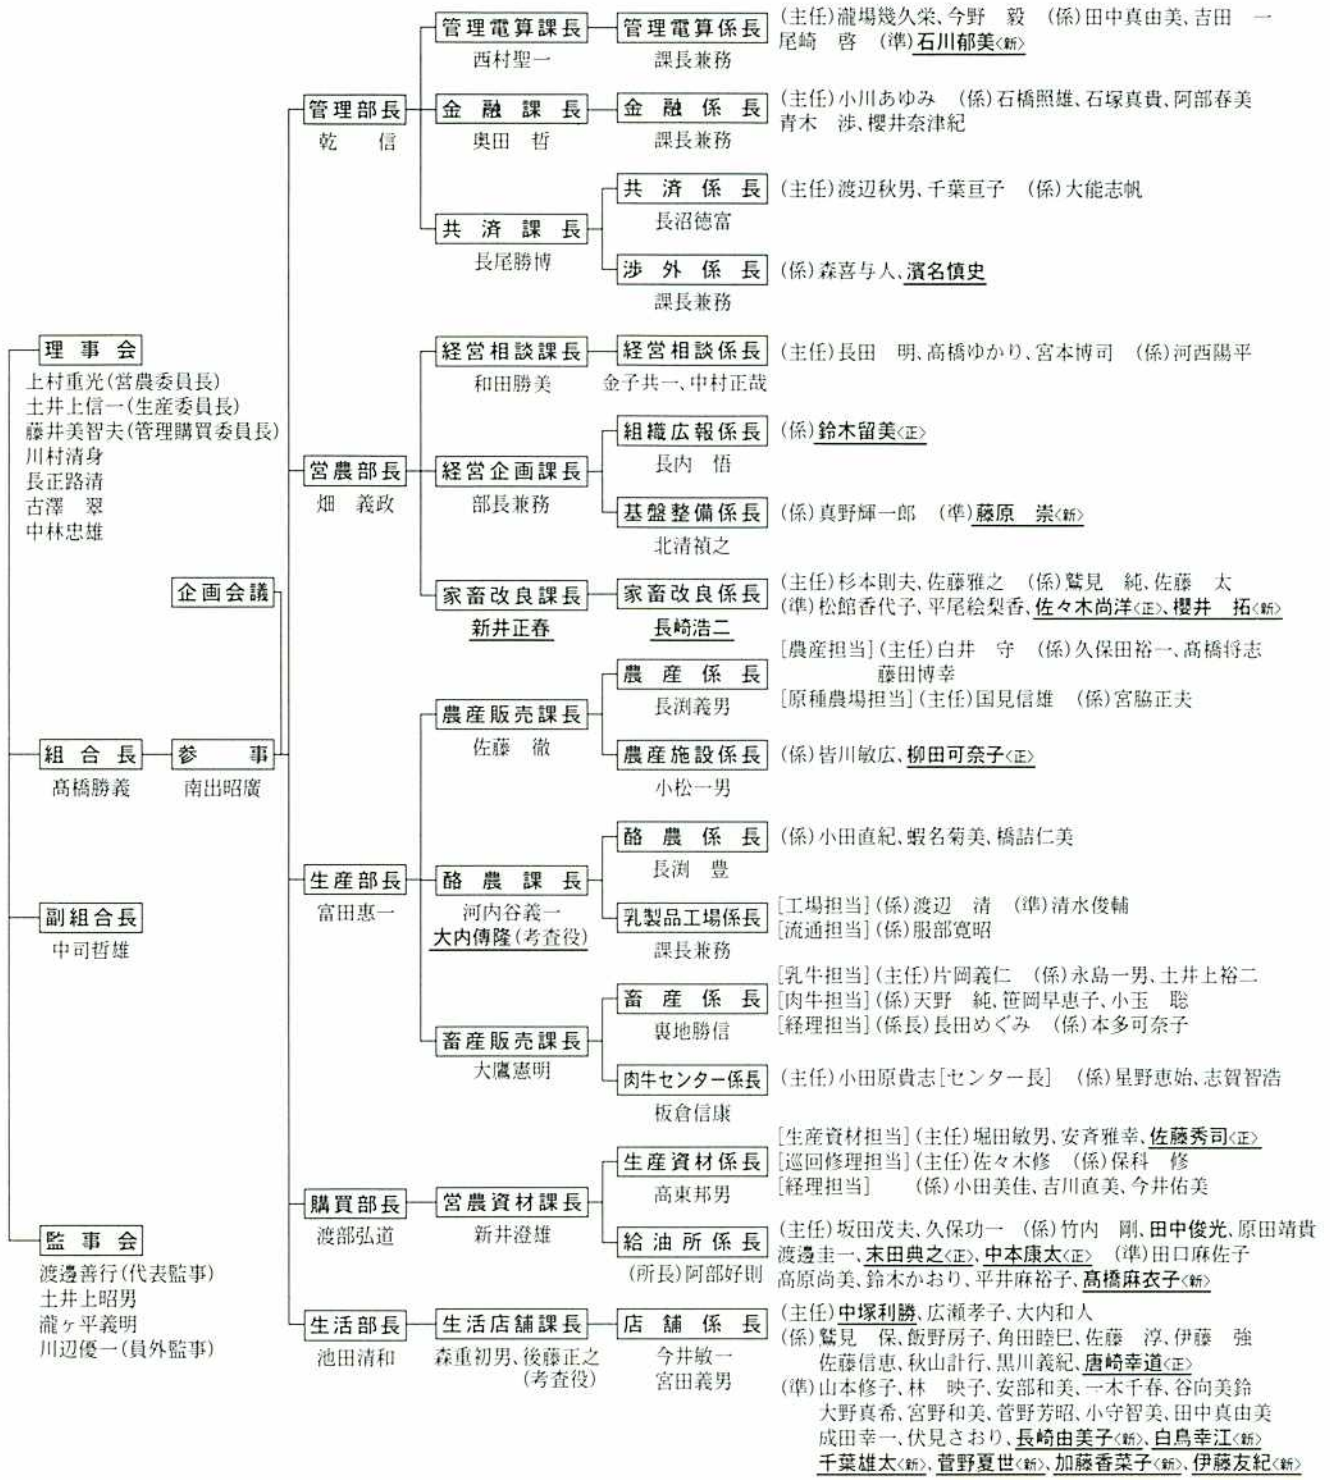 理事会
上村重光(営農委員長)
土井上信一(生産委員長)
藤井美智夫(管理購買委員長)
川村清身
長正路清
古澤　翠
中林忠雄
企画会議
組合長
髙橋勝義
参事
南出昭廣
副組合長
中司哲雄
監事会
渡邊善行(代表監事)
土井上昭男
瀧ヶ平義明
川辺優一(員外監事)
管理部長
乾　信
管理電算課長
西村聖一
管理電算係長
課長兼務
(主任)瀧場幾久栄、今野　毅　(係)田中真由美、吉田　一
尾崎　啓　(準)石川郁美<新>
金融課長
奥田　哲
金融係長
課長兼務
(主任)小川あゆみ　(係)石橋照雄、石塚真貴、阿部春美
青木　渉、櫻井奈津紀
共済課長
長尾勝博
共済係長
長沼徳富
(主任)渡辺秋男、千葉亘子　(係)大能志帆
渉外係長
課長兼務
(係)森喜与人、濱名慎史
営農部長
畑　義政
経営相談課長
和田勝美
経営相談係長
金子共一、中村正哉
(主任)長田　明、高橋ゆかり、宮本博司　(係)河西陽平
経営企画課長
部長兼務
組織広報係長
長内　悟
(係)鈴木留美<正>
基盤整備係長
北清禎之
(係)真野輝一郎　(準)藤原　崇<新>
家畜改良課長
新井正春
家畜改良係長
長崎浩二
(主任)杉本則夫、佐藤雅之　(係)鷲見　純、佐藤　太
(準)松館香代子、平尾絵梨香、佐々木尚洋<正>、櫻井　拓<新>
生産部長
富田恵一
農産販売課長
佐藤　徹
農産係長
長渕義男
[農産担当](主任)白井　守　(係)久保田裕一、髙橋将志
藤田博幸
[原種農場担当](主任)国見信雄　(係)宮脇正夫
農産施設係長
小松一男
(係)皆川敏広、柳田可奈子<正>
酪農課長
河内谷義一
大内傳隆(考査役)
酪農係長
長渕　豊
(係)小田直紀、蝦名菊美、橋詰仁美
乳製品工場係長
課長兼務
[工場担当](係)渡辺　清　(準)清水俊輔
[流通担当](係)服部寛昭
畜産販売課長
大鷹憲明
畜産係長
裏地勝信
[乳牛担当](主任)片岡義仁　(係)永島一男、土井上裕二
[肉牛担当](係)天野　純、笹岡早恵子、小玉　聡
[経理担当](係長)長田めぐみ　(係)本多可奈子
肉牛センター係長
板倉信康
(主任)小田原貴志[センター長]　(係)星野恵始、志賀智浩
購買部長
渡部弘道
営農資材課長
新井澄雄
生産資材係長
高東邦男
[生産資材担当](主任)堀田敏男、安斉雅幸、佐藤秀司<正>
[巡回修理担当](主任)佐々木修　(係)保科　修
[経理担当]　(係)小田美佳、吉川直美、今井佑美
給油所係長
(所長)阿部好則
(主任)坂田茂夫、久保功一　(係)竹内　剛、田中俊光、原田靖貴
渡邊圭一、末田典之<正>、中本康太<正>　(準)田口麻佐子
高原尚美、鈴木かおり、平井麻裕子、髙橋麻衣子<新>
生活部長
池田清和
生活店舗課長
森重初男、後藤正之
(考査役)
店舗係長
今井敏一
宮田義男
(主任)中塚利勝、広瀬孝子、大内和人
(係)鷲見　保、飯野房子、角田睦巳、佐藤　淳、伊藤　強
佐藤信恵、秋山計行、黒川義紀、唐崎幸道<正>
(準)山本修子、林　映子、安部和美、一木千春、谷向美鈴
大野真希、宮野和美、菅野芳昭、小守智美、田中真由美
成田幸一、伏見さおり、長崎由美子<新>、白鳥幸江<新>
千葉雄太<新>、菅野夏世<新>、加藤香菜子<新>、伊藤友紀<新>